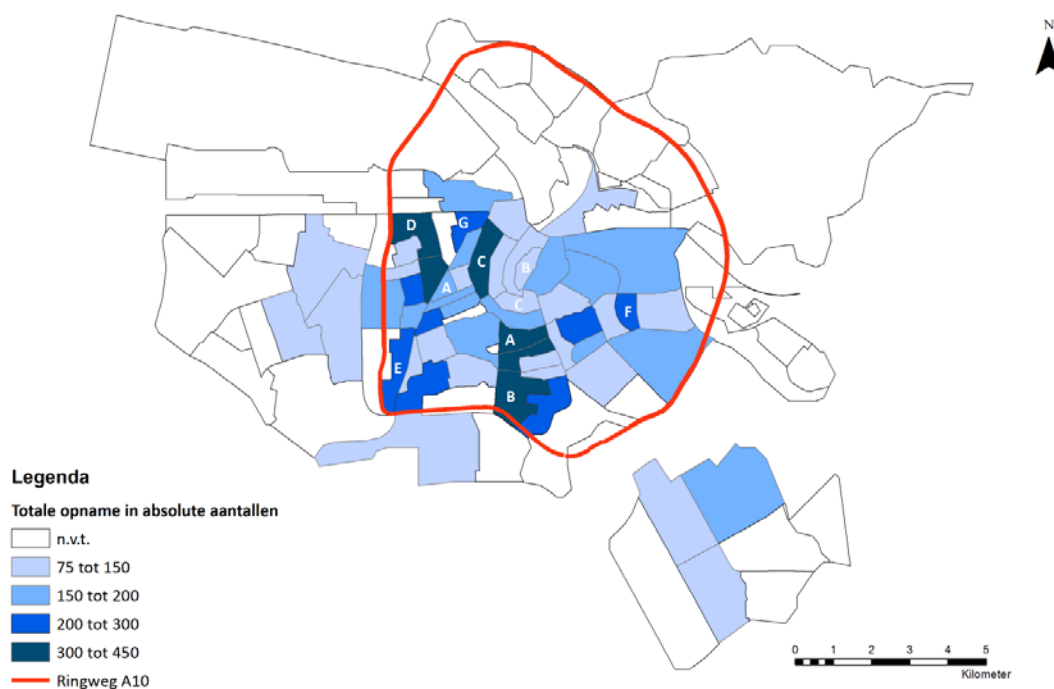 N
D
G
C
B
A
C
F
A
E
B
Legenda
Totale opname in absolute aantallen
n.v.t.
75 tot 150
150 tot 200
200 tot 300
300 tot 450
Ringweg A10
0 1 2 3 4 5
Kilometer